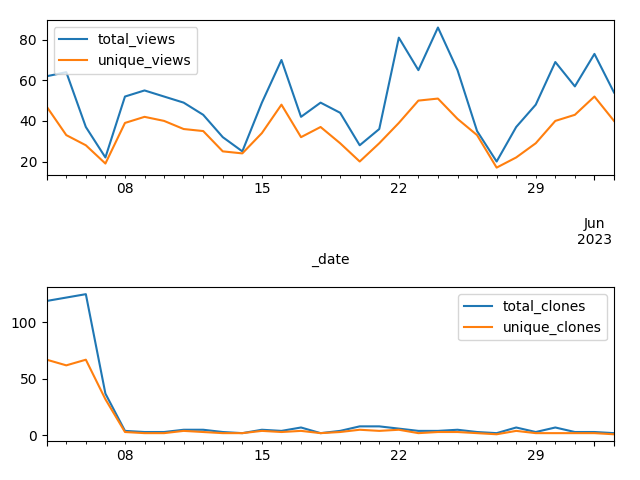 80
60
40
20
total_views
unique_views
08 15 22 29
Jun
2023
_date
100
50
0
total_clones
unique_clones
08 15 22 29